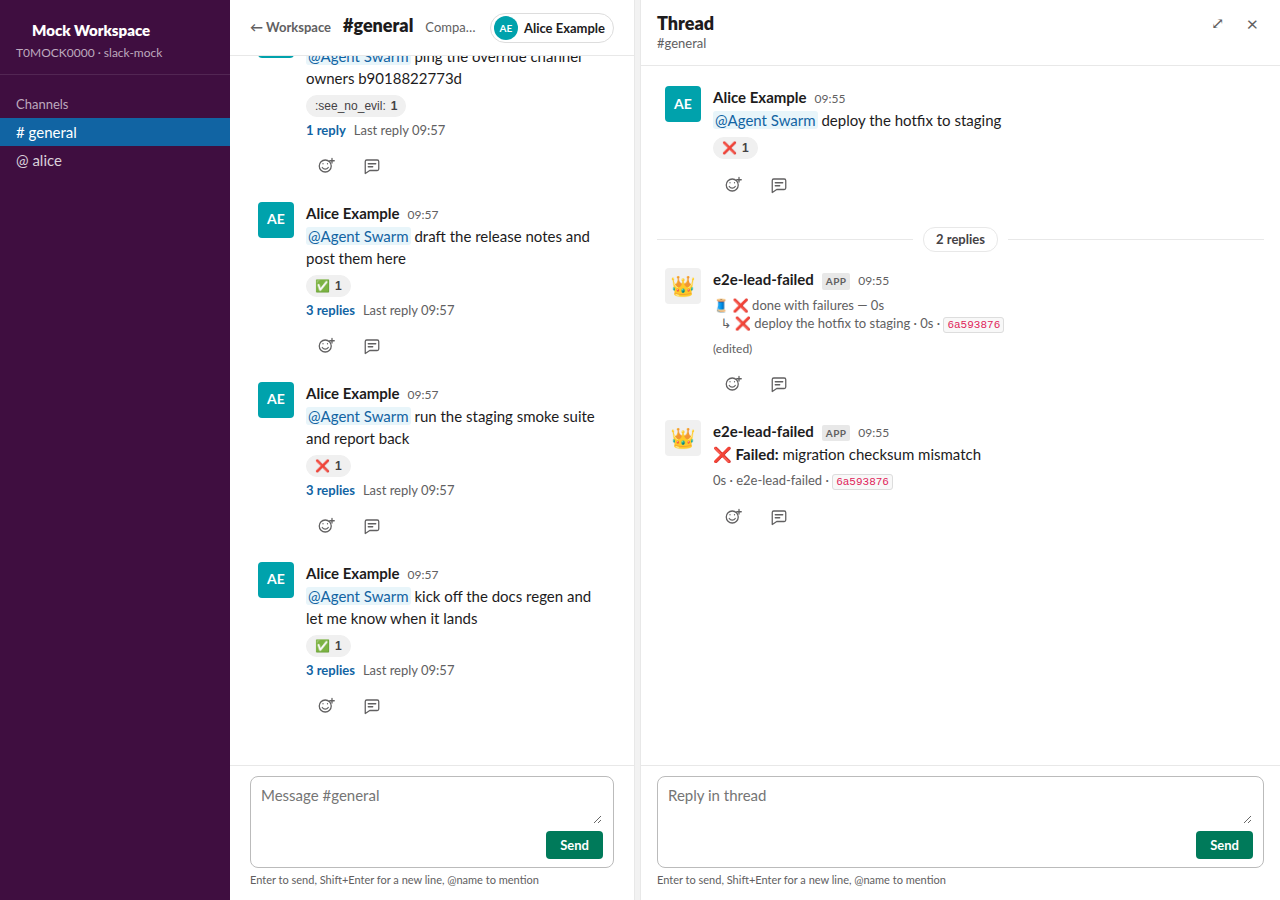 Mock Workspace
T0MOCK0000 · slack-mock
Channels
# general
@ alice
← Workspace #general Compa... AE Alice Example
@Agent Swarm ping the override channel
owners b9018822773d
:see_no_evil: 1
1 reply Last reply 09:57
AE Alice Example 09:57
@Agent Swarm draft the release notes and
post them here
✅ 1
3 replies Last reply 09:57
AE Alice Example 09:57
@Agent Swarm run the staging smoke suite
and report back
❌ 1
3 replies Last reply 09:57
AE Alice Example 09:57
@Agent Swarm kick off the docs regen and
let me know when it lands
✅ 1
3 replies Last reply 09:57
Message #general
Send
Enter to send, Shift+Enter for a new line, @name to mention
Thread
#general
AE Alice Example 09:55
@Agent Swarm deploy the hotfix to staging
❌ 1
2 replies
e2e-lead-failed APP 09:55
🧵 ❌ done with failures — 0s
↳ ❌ deploy the hotfix to staging · 0s · 6a593876
(edited)
e2e-lead-failed APP 09:55
❌ Failed: migration checksum mismatch
0s · e2e-lead-failed · 6a593876
Reply in thread
Send
Enter to send, Shift+Enter for a new line, @name to mention